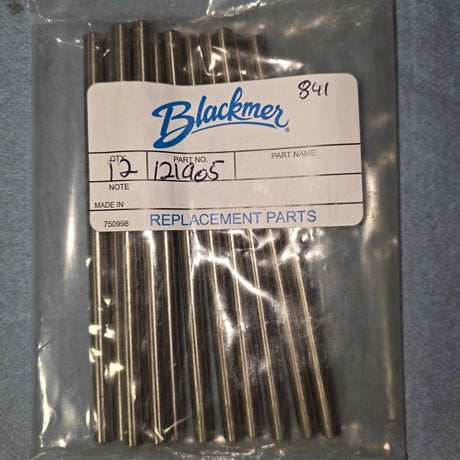 841
Blackmer®
QTY. PART NO. PART NAME
12 121905
NOTE
MADE IN
750998 REPLACEMENT PARTS